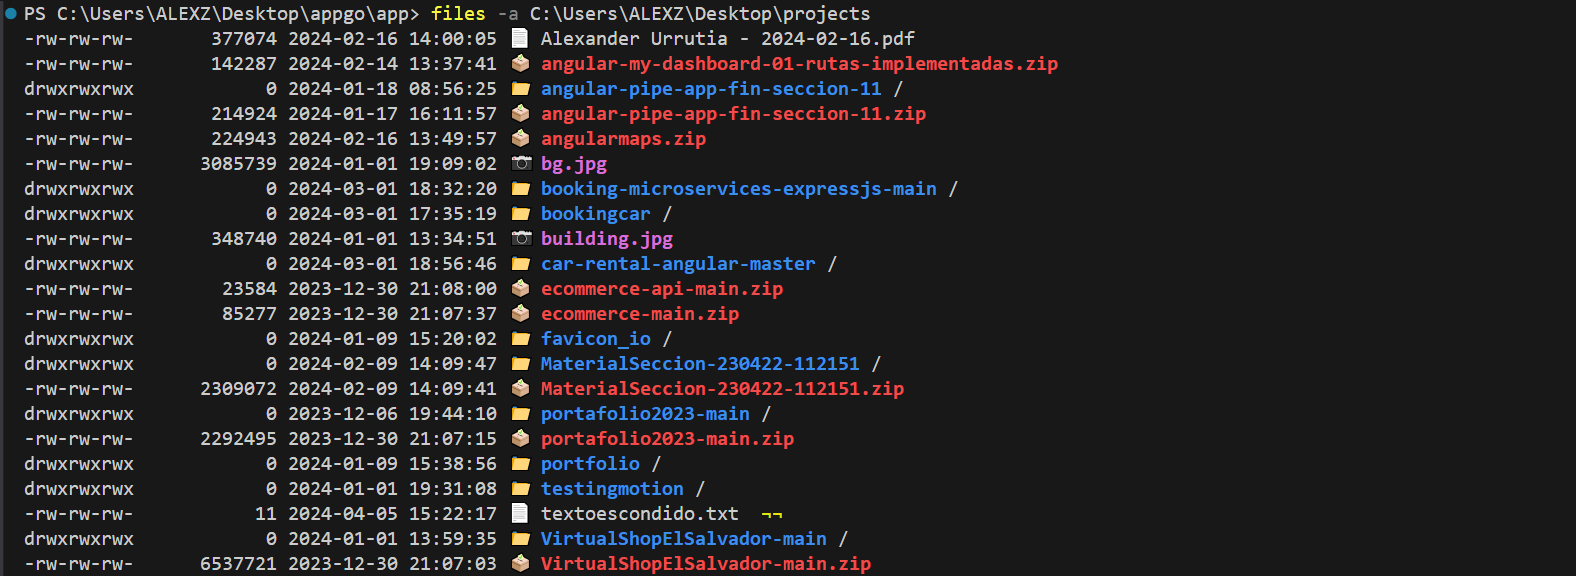 PS C:\Users\ALEXZ\Desktop\appgo\app> files -a C:\Users\ALEXZ\Desktop\projects
-rw-rw-rw- 377074 2024-02-16 14:00:05 Alexander Urrutia - 2024-02-16.pdf
-rw-rw-rw- 142287 2024-02-14 13:37:41 angular-my-dashboard-01-rutas-implementadas.zip
drwxrwxrwx 0 2024-01-18 08:56:25 angular-pipe-app-fin-seccion-11 /
-rw-rw-rw- 214924 2024-01-17 16:11:57 angular-pipe-app-fin-seccion-11.zip
-rw-rw-rw- 224943 2024-02-16 13:49:57 angularmaps.zip
-rw-rw-rw- 3085739 2024-01-01 19:09:02 bg.jpg
drwxrwxrwx 0 2024-03-01 18:32:20 booking-microservices-expressjs-main /
drwxrwxrwx 0 2024-03-01 17:35:19 bookingcar /
-rw-rw-rw- 348740 2024-01-01 13:34:51 building.jpg
drwxrwxrwx 0 2024-03-01 18:56:46 car-rental-angular-master /
-rw-rw-rw- 23584 2023-12-30 21:08:00 ecommerce-api-main.zip
-rw-rw-rw- 85277 2023-12-30 21:07:37 ecommerce-main.zip
drwxrwxrwx 0 2024-01-09 15:20:02 favicon_io /
drwxrwxrwx 0 2024-02-09 14:09:47 MaterialSeccion-230422-112151 /
-rw-rw-rw- 2309072 2024-02-09 14:09:41 MaterialSeccion-230422-112151.zip
drwxrwxrwx 0 2023-12-06 19:44:10 portafolio2023-main /
-rw-rw-rw- 2292495 2023-12-30 21:07:15 portafolio2023-main.zip
drwxrwxrwx 0 2024-01-09 15:38:56 portfolio /
drwxrwxrwx 0 2024-01-01 19:31:08 testingmotion /
-rw-rw-rw- 11 2024-04-05 15:22:17 textoescondido.txt ¬¬
drwxrwxrwx 0 2024-01-01 13:59:35 VirtualShopElSalvador-main /
-rw-rw-rw- 6537721 2023-12-30 21:07:03 VirtualShopElSalvador-main.zip